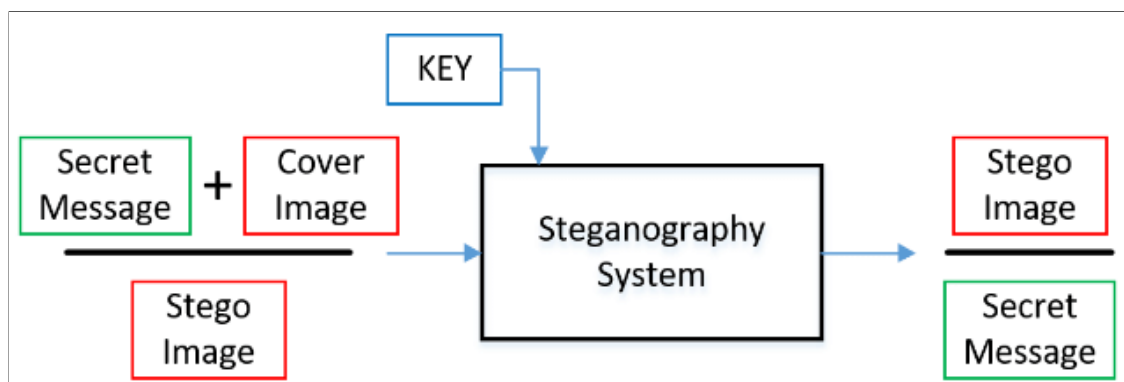 KEY
Secret
Message
+
Cover
Image
Steganography
System
Stego
Image
Stego
Image
Secret
Message